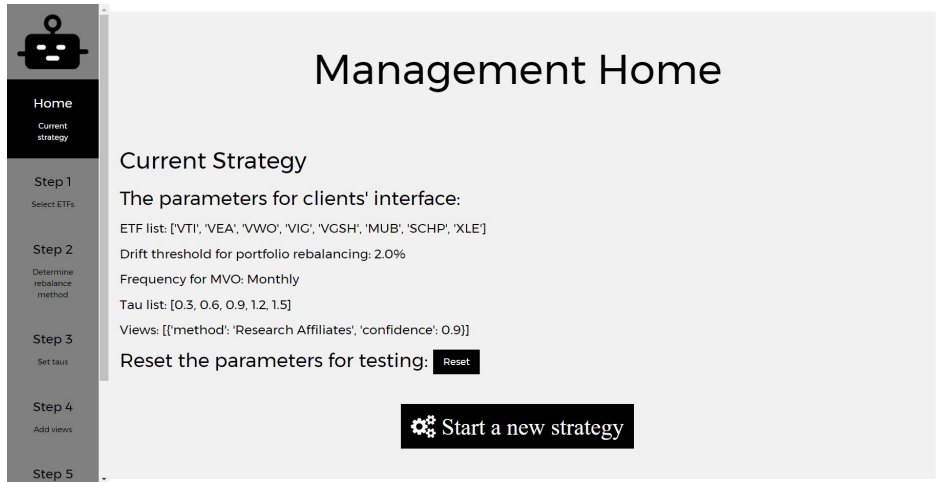 Home
Current
strategy
Step 1
Select ETFs
Step 2
Determine
rebalance
method
Step 3
Set taus
Step 4
Add views
Step 5
Management Home
Current Strategy
The parameters for clients' interface:
ETF list: ['VTI', 'VEA', 'VWO', 'VIG', 'VGSH', 'MUB', 'SCHP', 'XLE']
Drift threshold for portfolio rebalancing: 2.0%
Frequency for MVO: Monthly
Tau list: [0.3, 0.6, 0.9, 1.2, 1.5]
Views: [{'method': 'Research Affiliates', 'confidence': 0.9}]
Reset the parameters for testing: Reset
Start a new strategy